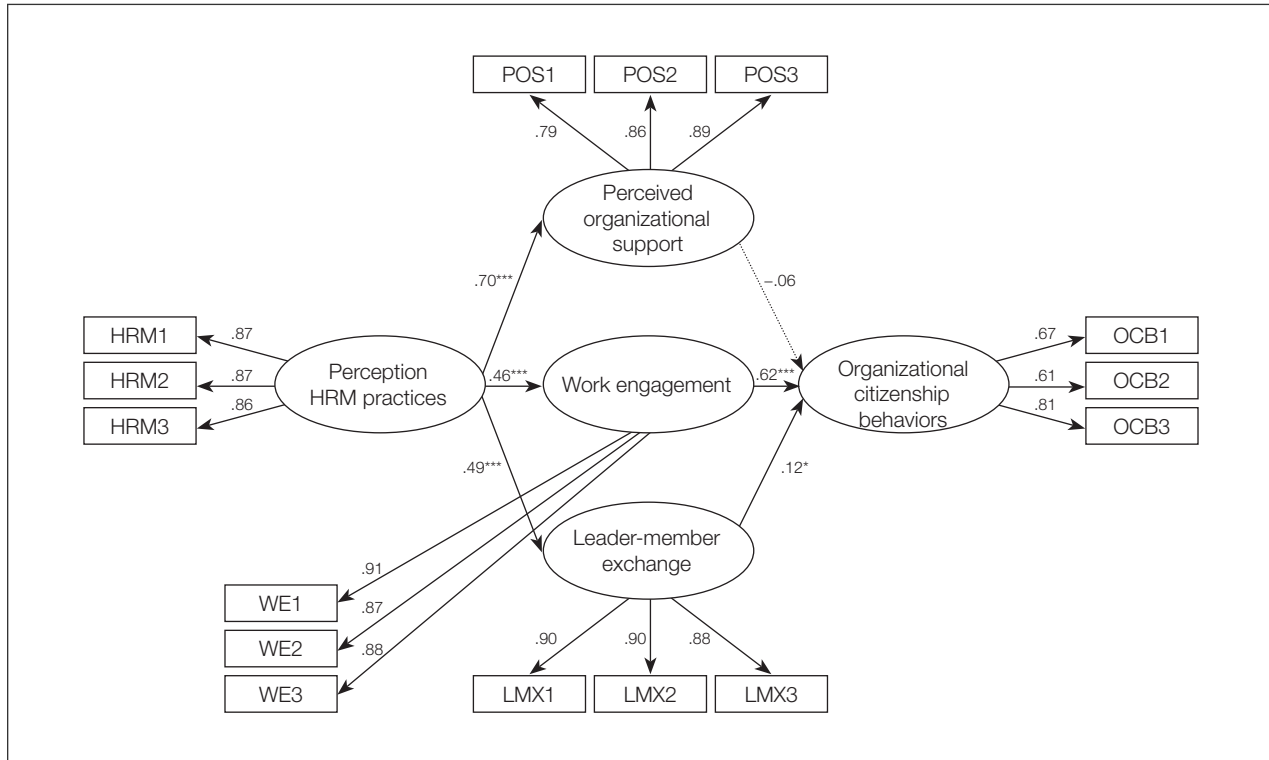 POS1 POS2 POS3
.79 .86 .89
Perceived
organizational
support
.70***
–.06
HRM1
HRM2
HRM3
.87
.87
.86
Perception
HRM practices
.46***
Work engagement
.62***
Organizational
citizenship
behaviors
.67
.61
.81
OCB1
OCB2
OCB3
.49***
.12*
Leader-member
exchange
.91
.87
.88
WE1
WE2
WE3
.90 .90 .88
LMX1 LMX2 LMX3